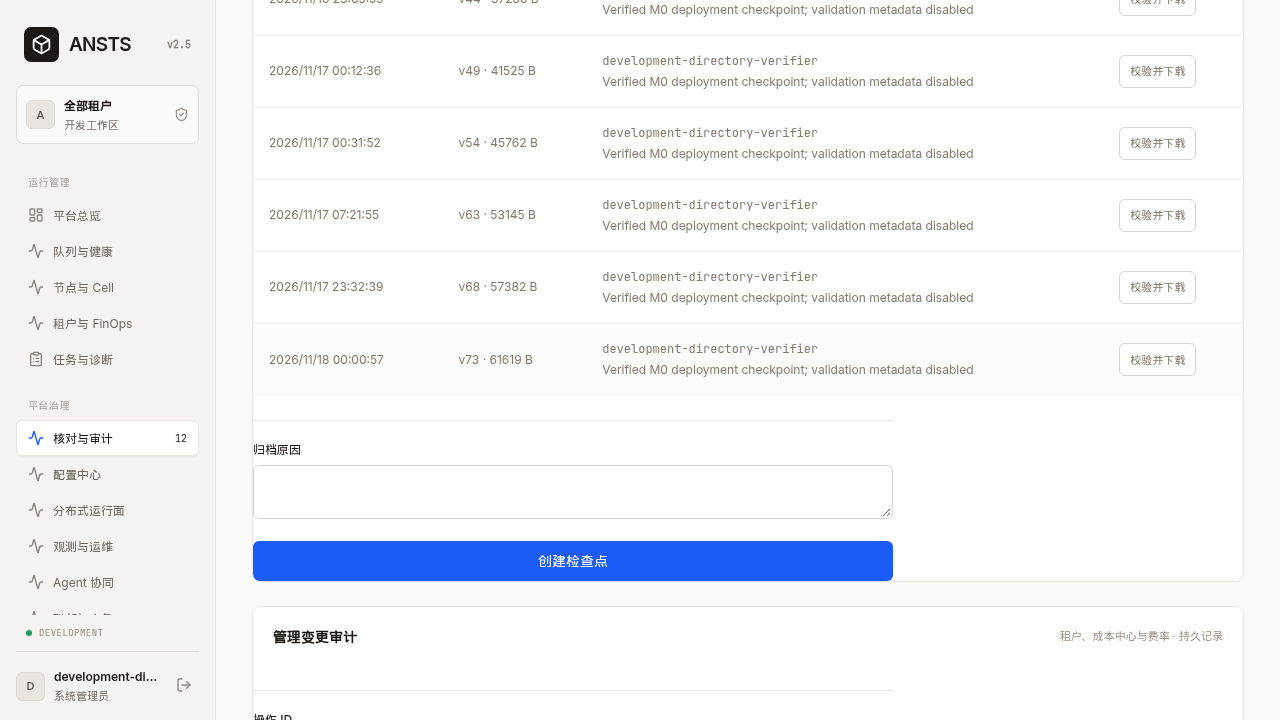 ANSTS
v2.5
A
全部租户
开发工作区
运行管理
平台总览
队列与健康
节点与 Cell
租户与 FinOps
任务与诊断
平台治理
核对与审计
12
配置中心
分布式运行面
观测与运维
Agent 协同
DEVELOPMENT
D
development-di...
系统管理员
Verified M0 deployment checkpoint; validation metadata disabled
校验并下载
2026/11/17 00:12:36
v49 · 41525 B
development-directory-verifier
Verified M0 deployment checkpoint; validation metadata disabled
校验并下载
2026/11/17 00:31:52
v54 · 45762 B
development-directory-verifier
Verified M0 deployment checkpoint; validation metadata disabled
校验并下载
2026/11/17 07:21:55
v63 · 53145 B
development-directory-verifier
Verified M0 deployment checkpoint; validation metadata disabled
校验并下载
2026/11/17 23:32:39
v68 · 57382 B
development-directory-verifier
Verified M0 deployment checkpoint; validation metadata disabled
校验并下载
2026/11/18 00:00:57
v73 · 61619 B
development-directory-verifier
Verified M0 deployment checkpoint; validation metadata disabled
校验并下载
归档原因
创建检查点
管理变更审计
租户、成本中心与费率 · 持久记录
操作 ID